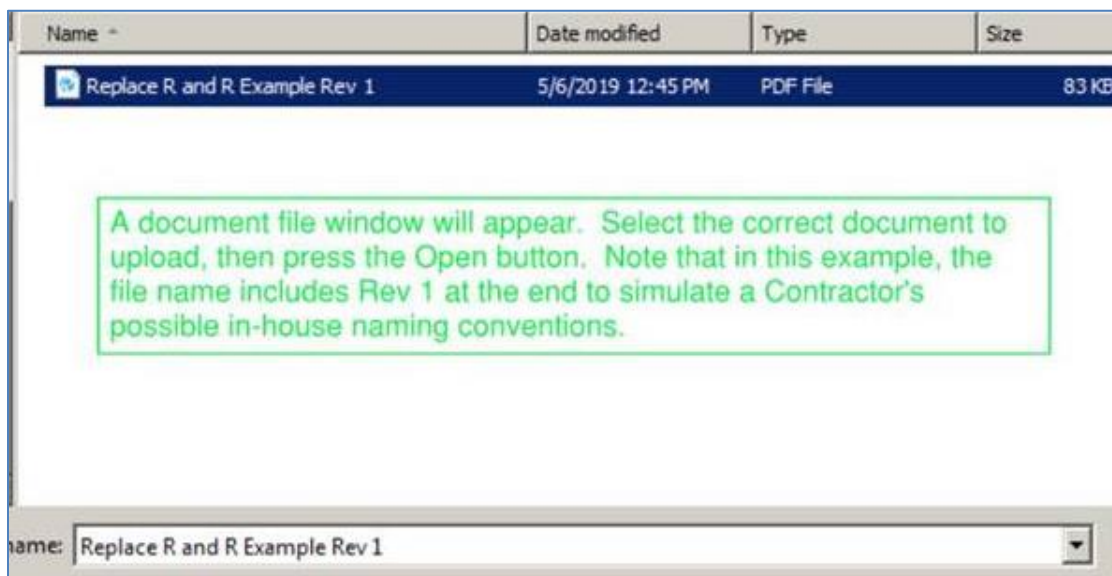 Name Date modified Type Size
Replace R and R Example Rev 1 5/6/2019 12:45 PM PDF File 83 KB
A document file window will appear. Select the correct document to
upload, then press the Open button. Note that in this example, the
file name includes Rev 1 at the end to simulate a Contractor's
possible in-house naming conventions.
name: Replace R and R Example Rev 1